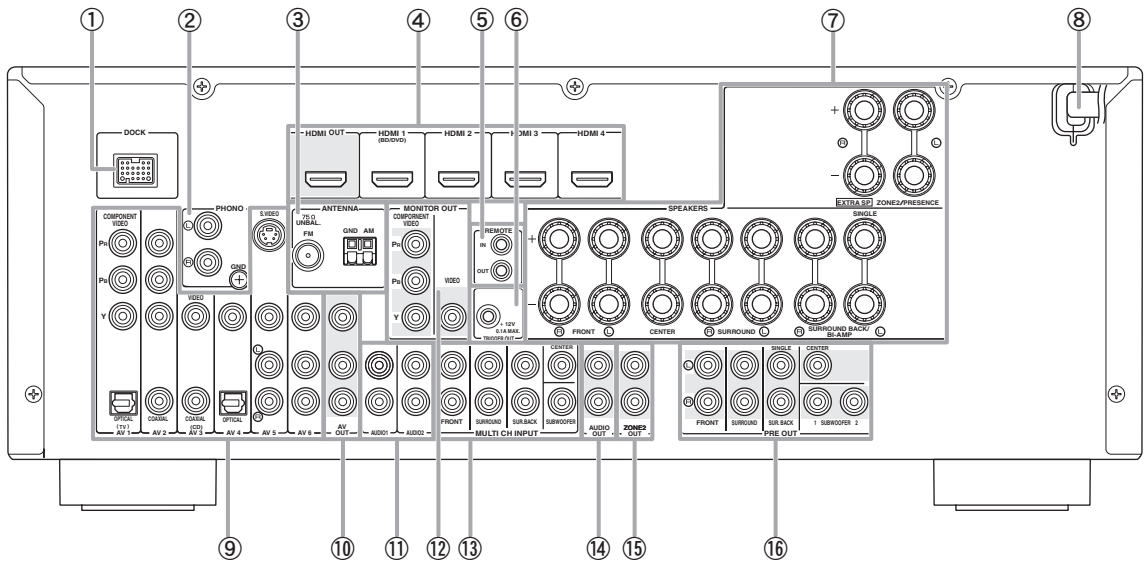 ① ② ③ ④ ⑤ ⑥ ⑦ ⑧
DOCK
HDMI OUT HDMI 1 HDMI 2 HDMI 3 HDMI 4
(BD/DVD)
+ Ⓡ Ⓛ −
EXTRA SP ZONE2/PRESENCE
COMPONENT VIDEO
PR
PB
Y
PHONO
L
R
GND
S.VIDEO
ANTENNA
75Ω UNBAL.
FM
GND AM
MONITOR OUT
COMPORNENT VIDEO
PR
PB
Y
VIDEO
REMOTE
IN
OUT
+ 12V
0.1A MAX.
TRIGGER OUT
SPEAKERS
SINGLE
+
−
Ⓡ FRONT Ⓛ CENTER Ⓡ SURROUND Ⓛ Ⓡ SURROUND BACK/ BI-AMP Ⓛ
VIDEO
L
R
OPTICAL COAXIAL COAXIAL OPTICAL
(TV) (CD)
AV 1 AV 2 AV 3 AV 4 AV 5 AV 6
AV OUT
AUDIO1 AUDIO2
CENTER
FRONT SURROUND SUR.BACK SUBWOOFER
MULTI CH INPUT
AUDIO OUT
ZONE2 OUT
SINGLE CENTER
L
R
FRONT SURROUND SUR. BACK 1 SUBWOOFER 2
PRE OUT
⑨ ⑩ ⑪ ⑫ ⑬ ⑭ ⑮ ⑯